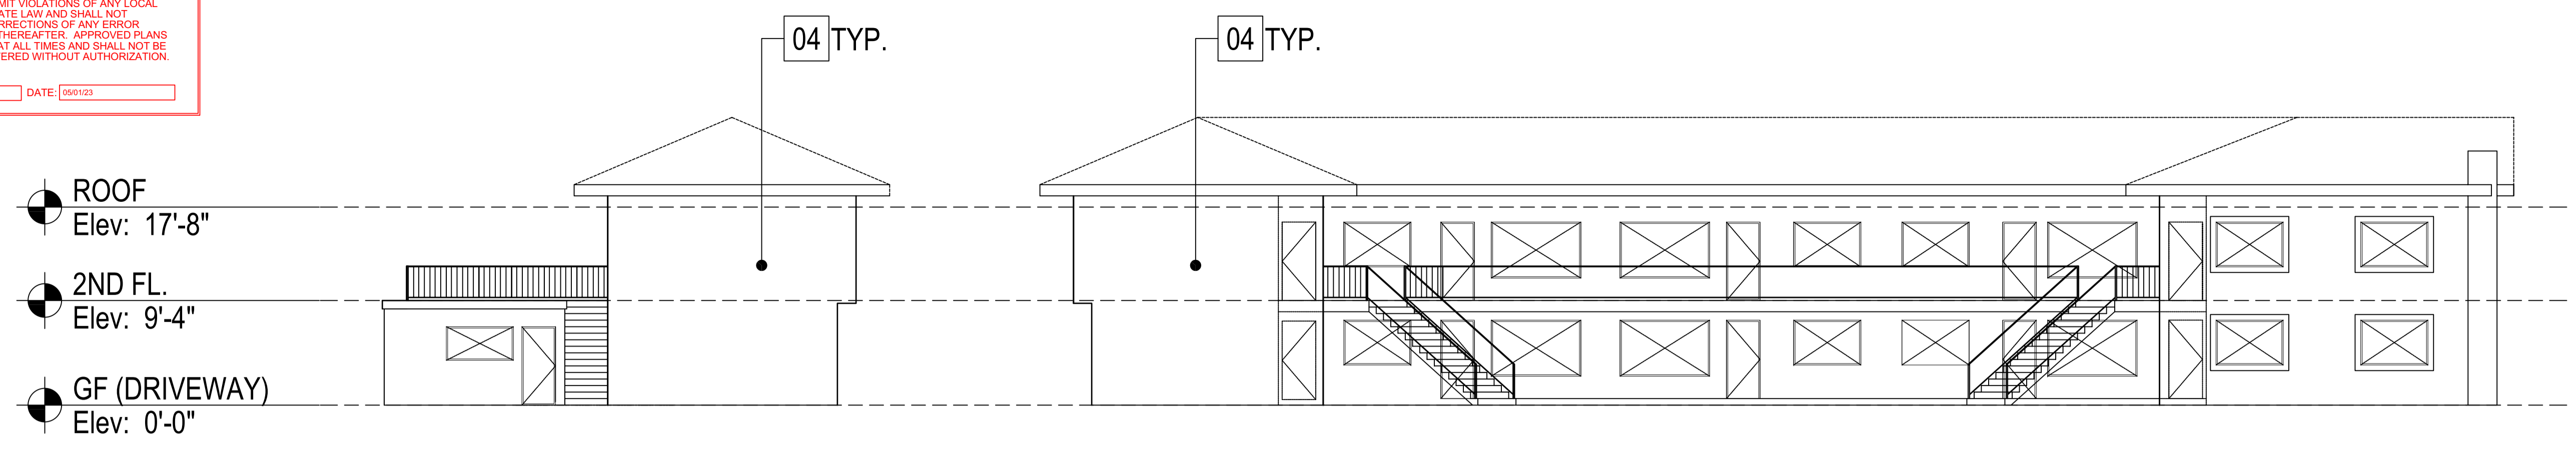 MIT VIOLATIONS OF ANY LOCAL
ATE LAW AND SHALL NOT
RRECTIONS OF ANY ERROR
THEREAFTER. APPROVED PLANS
AT ALL TIMES AND SHALL NOT BE
ERED WITHOUT AUTHORIZATION.
DATE: 05/01/23
04 TYP.
04 TYP.
ROOF
Elev: 17'-8"
2ND FL.
Elev: 9'-4"
GF (DRIVEWAY)
Elev: 0'-0"